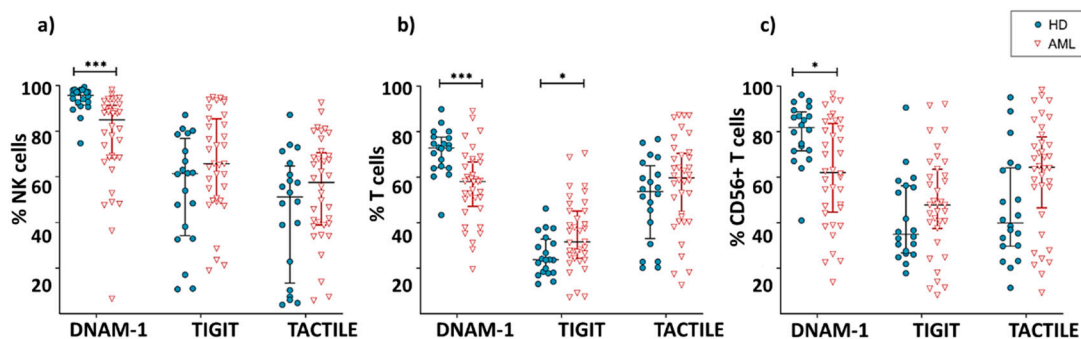 a)
b)
c)
HD
AML
***
***
*
*
100
80
60
40
20
% NK cells
DNAM-1 TIGIT TACTILE
100
80
60
40
20
% T cells
DNAM-1 TIGIT TACTILE
100
80
60
40
20
% CD56+ T cells
DNAM-1 TIGIT TACTILE